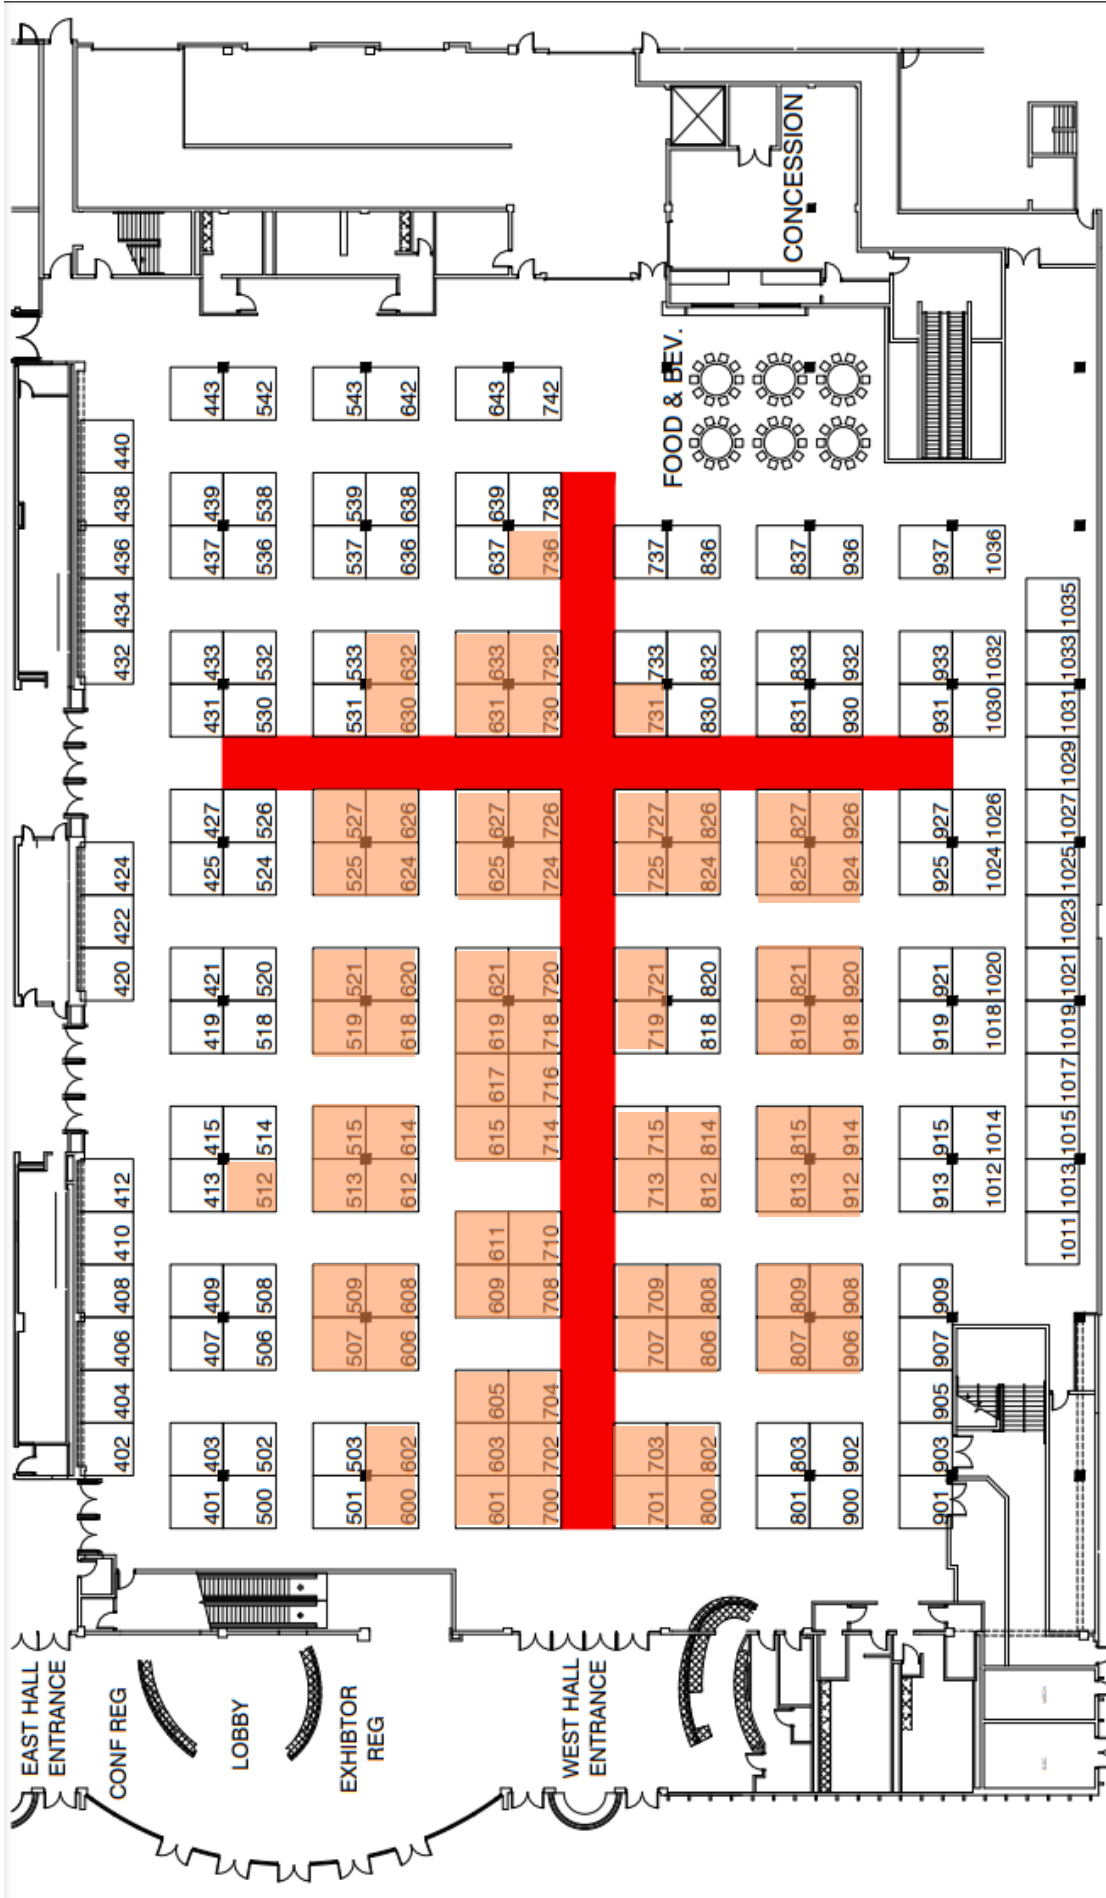 CONCESSION
FOOD & BEV.
443 542 543 642 643 742
440
438 439 538 539 638 639 738
436 437 536 537 636 637 736 737 836 837 936 937 1036
434 1035
432 433 532 533 632 633 732 733 832 833 932 933 1032 1033
431 530 531 630 631 730 731 830 831 930 931 1030 1031
1029
427 526 527 626 627 726 727 826 827 926 927 1026 1027
424 425 524 525 624 625 724 725 824 825 924 925 1024 1025
422 1023
420 421 520 521 620 621 720 721 820 821 920 921 1020 1021
419 518 519 618 619 718 719 818 819 918 919 1018 1019
617 716 1017
415 514 515 614 615 714 715 814 815 914 915 1014 1015
412 413 512 513 612 713 812 813 912 913 1012 1013
410 611 710 1011
408 409 508 509 608 609 708 709 808 809 908 909
406 407 506 507 606 707 806 807 906 907
404 605 704 905
402 403 502 503 602 603 702 703 802 803 902 903
401 500 501 600 601 700 701 800 801 900 901
EAST HALL
ENTRANCE
CONF REG
LOBBY
EXHIBTOR
REG
WEST HALL
ENTRANCE